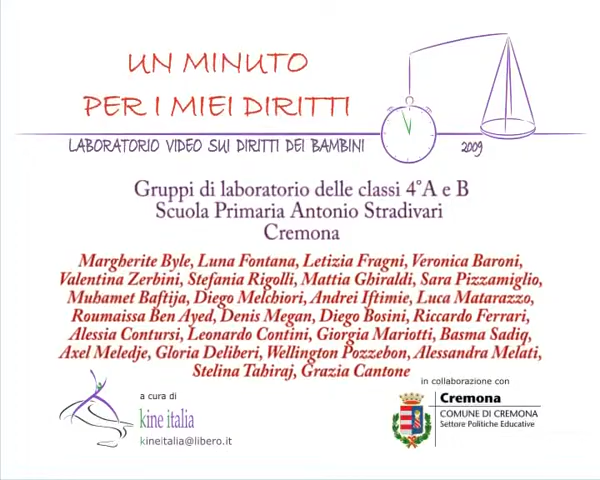 UN MINUTO
PER I MIEI DIRITTI
LABORATORIO VIDEO SUI DIRITTI DEI BAMBINI 2009
Gruppi di laboratorio delle classi 4°A e B
Scuola Primaria Antonio Stradivari
Cremona
Margherite Byle, Luna Fontana, Letizia Fragni, Veronica Baroni,
Valentina Zerbini, Stefania Rigolli, Mattia Ghiraldi, Sara Pizzamiglio,
Muhamet Baftija, Diego Melchiori, Andrei Iftimie, Luca Matarazzo,
Roumaissa Ben Ayed, Denis Megan, Diego Bosini, Riccardo Ferrari,
Alessia Contursi, Leonardo Contini, Giorgia Mariotti, Basma Sadiq,
Axel Meledje, Gloria Deliberi, Wellington Pozzebon, Alessandra Melati,
Stelina Tahiraj, Grazia Cantone
a cura di
kine italia
kineitalia@libero.it
in collaborazione con
Cremona
COMUNE DI CREMONA
Settore Politiche Educative